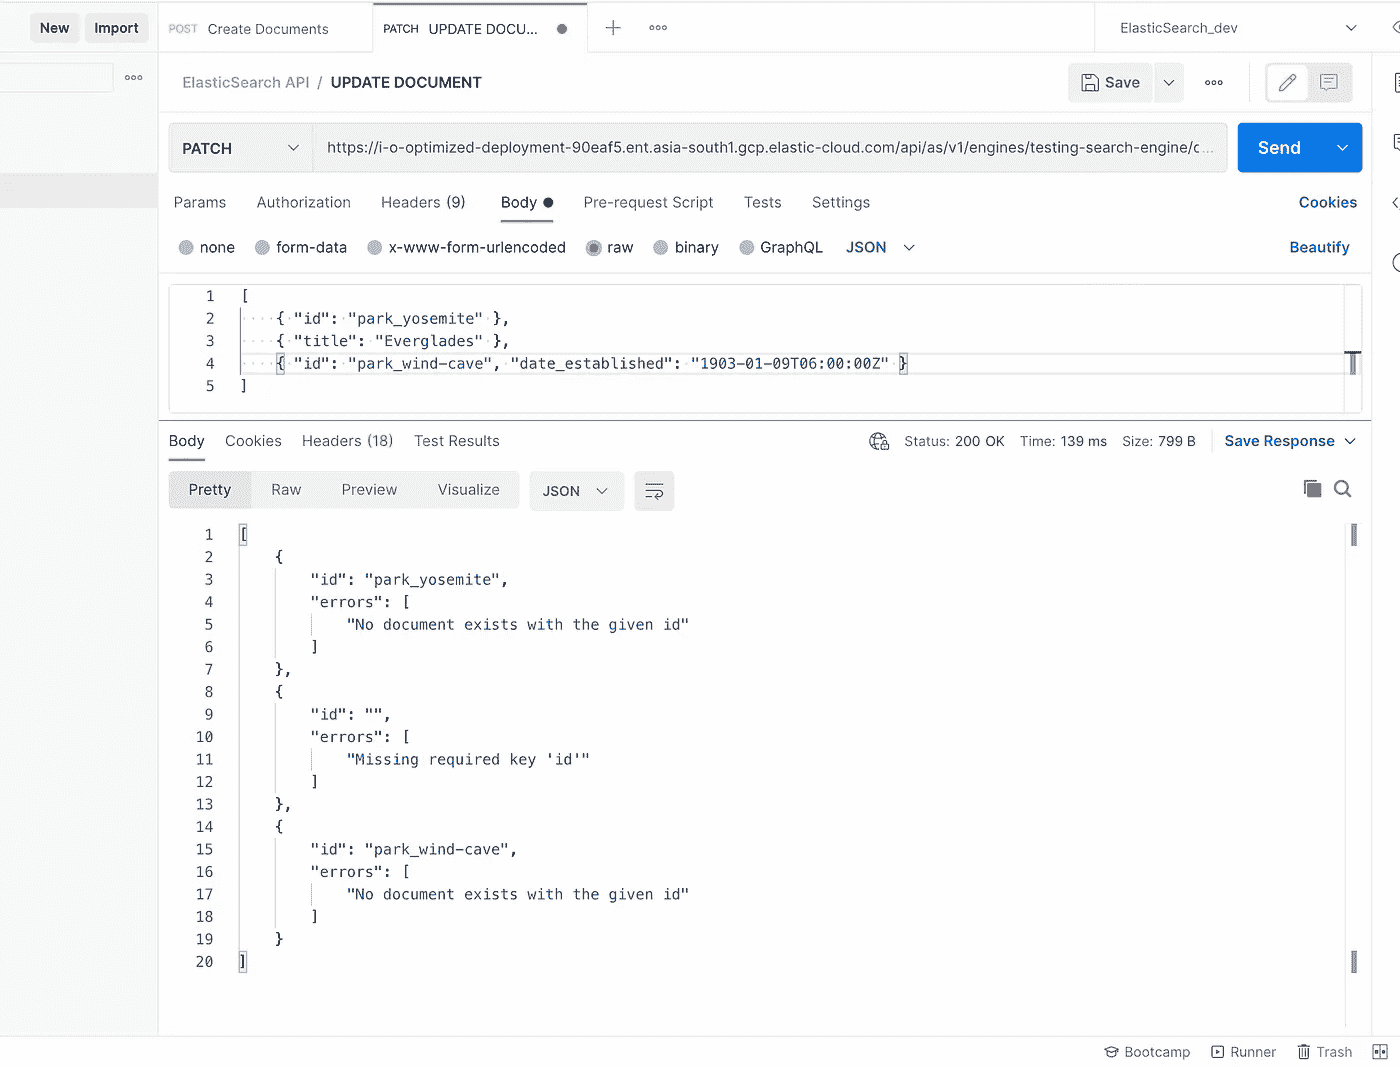 New Import POST Create Documents PATCH UPDATE DOCU... ElasticSearch_dev
ElasticSearch API / UPDATE DOCUMENT Save
PATCH https://i-o-optimized-deployment-90eaf5.ent.asia-south1.gcp.elastic-cloud.com/api/as/v1/engines/testing-search-engine/c ... Send
Params Authorization Headers (9) Body Pre-request Script Tests Settings Cookies
none form-data x-www-form-urlencoded raw binary GraphQL JSON Beautify
1 [
2 { "id": "park_yosemite" },
3 { "title": "Everglades" },
4 { "id": "park_wind-cave", "date_established": "1903-01-09T06:00:00Z" }
5 ]
Body Cookies Headers (18) Test Results Status: 200 OK Time: 139 ms Size: 799 B Save Response
Pretty Raw Preview Visualize JSON
1 [
2 {
3 "id": "park_yosemite",
4 "errors": [
5 "No document exists with the given id"
6 ]
7 },
8 {
9 "id": "",
10 "errors": [
11 "Missing required key 'id'"
12 ]
13 },
14 {
15 "id": "park_wind-cave",
16 "errors": [
17 "No document exists with the given id"
18 ]
19 }
20 ]
Bootcamp Runner Trash